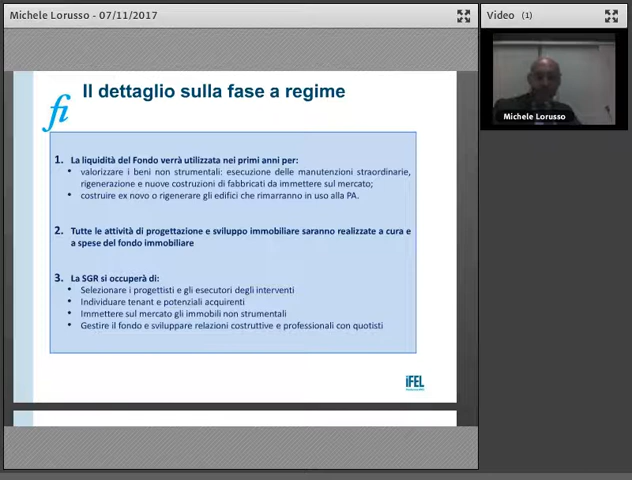 Michele Lorusso - 07/11/2017
Video (1)
Michele Lorusso
Il dettaglio sulla fase a regime
fi
1. La liquidità del Fondo verrà utilizzata nei primi anni per:
• valorizzare i beni non strumentali: esecuzione delle manutenzioni straordinarie,
rigenerazione e nuove costruzioni di fabbricati da immettere sul mercato;
• costruire ex novo o rigenerare gli edifici che rimarranno in uso alla PA.
2. Tutte le attività di progettazione e sviluppo immobiliare saranno realizzate a cura e
a spese del fondo immobiliare
3. La SGR si occuperà di:
• Selezionare i progettisti e gli esecutori degli interventi
• Individuare tenant e potenziali acquirenti
• Immettere sul mercato gli immobili non strumentali
• Gestire il fondo e sviluppare relazioni costruttive e professionali con quotisti
IFEL